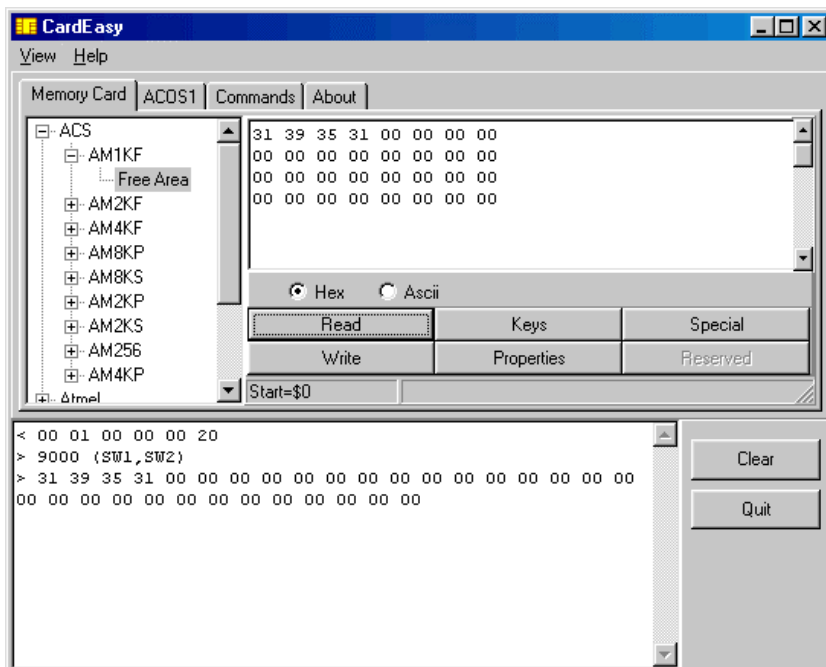 CardEasy
View Help
Memory Card ACOS1 Commands About
ACS
AM1KF
Free Area
AM2KF
AM4KF
AM8KP
AM8KS
AM2KP
AM2KS
AM256
AM4KP
Atmel
31 39 35 31 00 00 00 00
00 00 00 00 00 00 00 00
00 00 00 00 00 00 00 00
00 00 00 00 00 00 00 00
Hex Ascii
Read Keys Special
Write Properties Reserved
Start=$0
< 00 01 00 00 00 20
> 9000 (SW1,SW2)
> 31 39 35 31 00 00 00 00 00 00 00 00 00 00 00 00 00 00 00
00 00 00 00 00 00 00 00 00 00 00 00 00
Clear
Quit